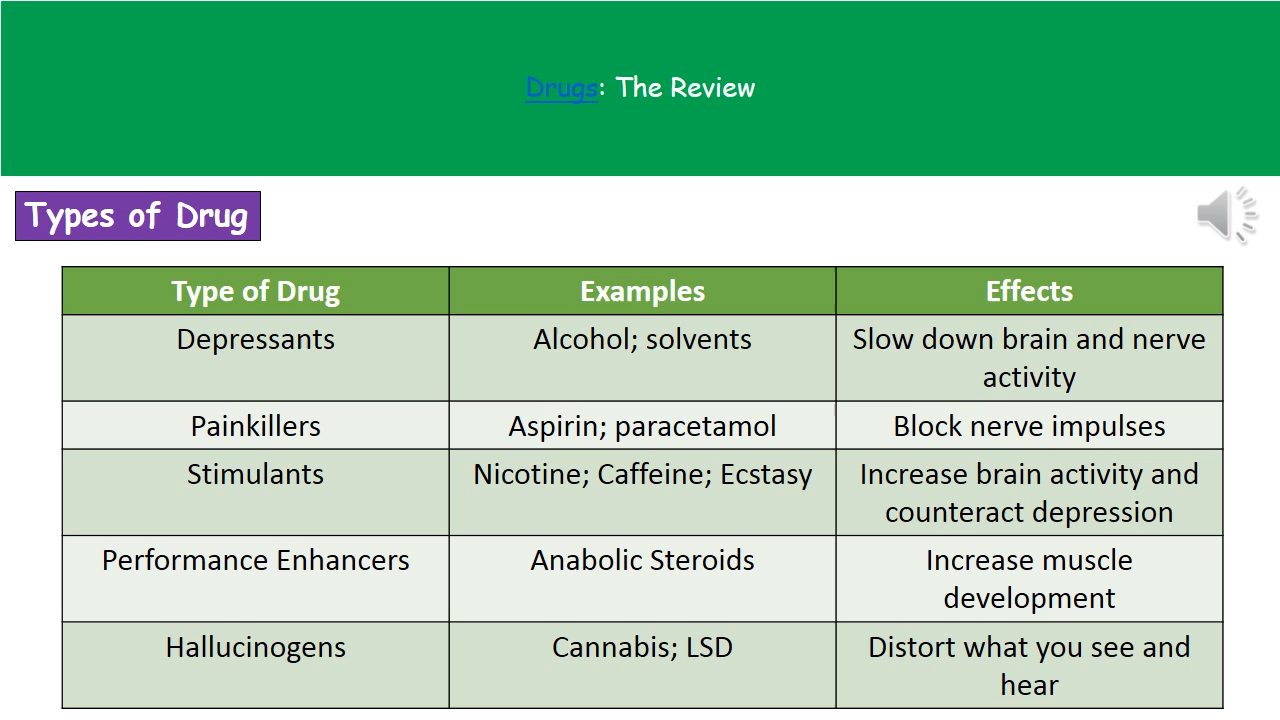 Drugs: The Review
Types of Drug
Type of Drug Examples Effects
Depressants Alcohol; solvents Slow down brain and nerve
activity
Painkillers Aspirin; paracetamol Block nerve impulses
Stimulants Nicotine; Caffeine; Ecstasy Increase brain activity and
counteract depression
Performance Enhancers Anabolic Steroids Increase muscle
development
Hallucinogens Cannabis; LSD Distort what you see and
hear